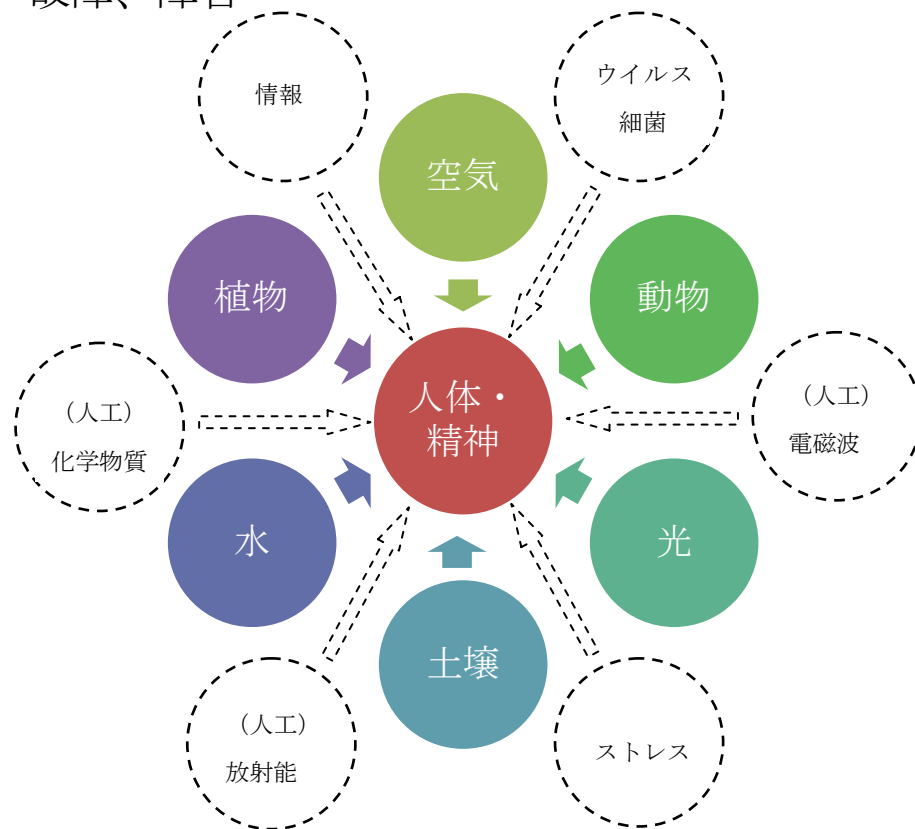 情報
ウイルス
細菌
空気
植物
動物
人体・
精神
(人工)
化学物質
(人工)
電磁波
水
光
土壌
(人工)
放射能
ストレス